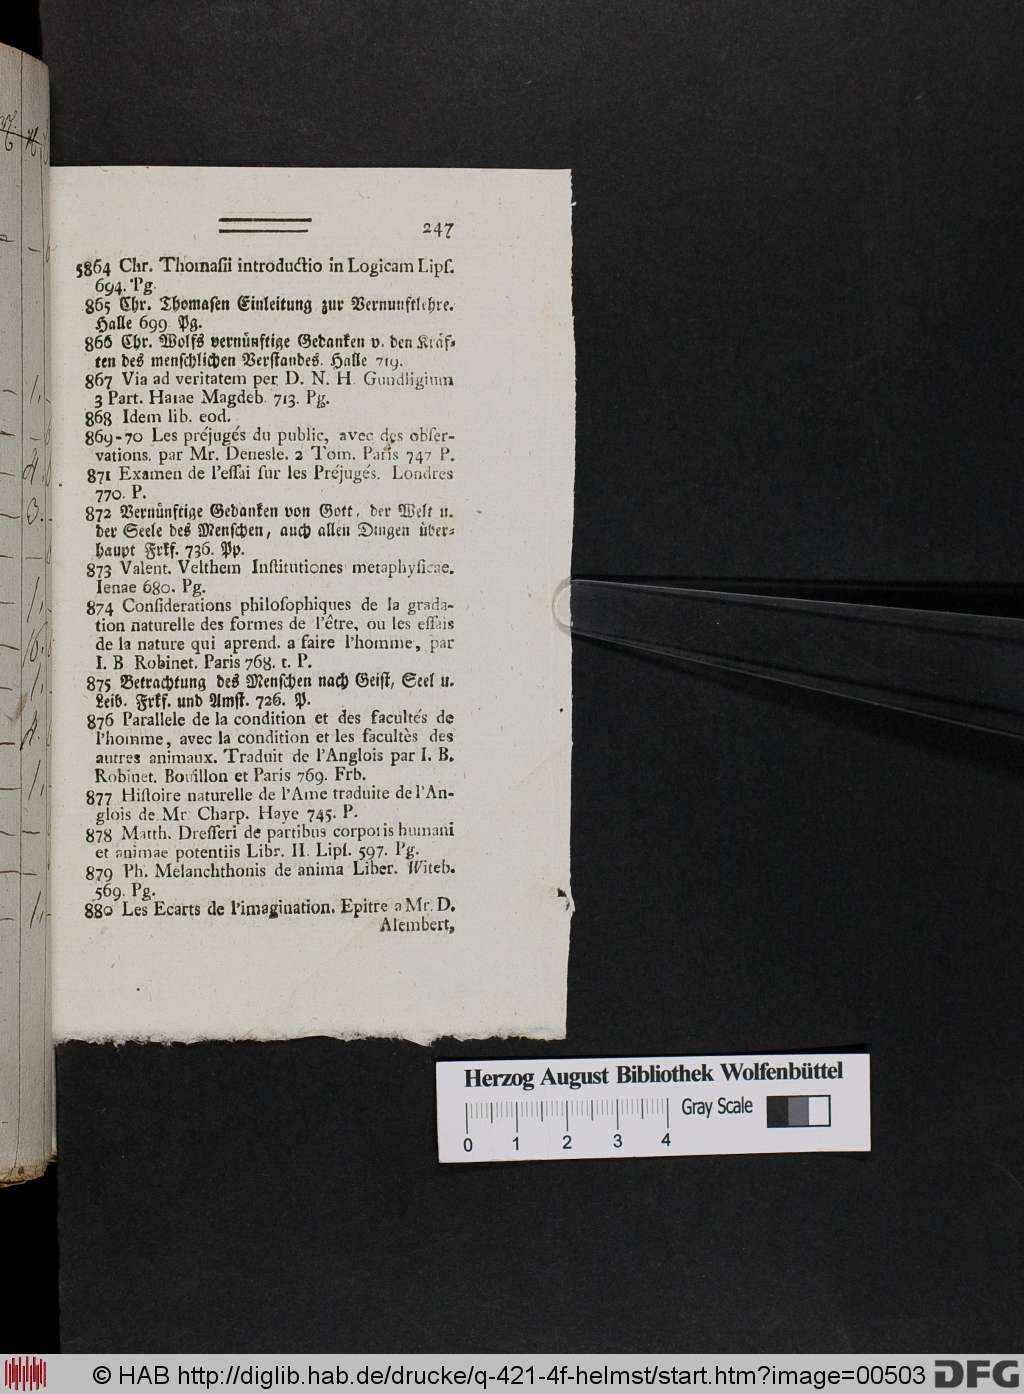 247
5864 Chr. Thomaſii introductio in Logicam Lipſ.
694. Pg.
865 Chr. Thomaſen Einleitung zur Vernunftlehre.
Halle 699 Pg.
866 Chr. Wolfs vernünftige Gedanken v. den Kräf-
ten des menſchlichen Verſtandes. Halle 719.
867 Via ad veritatem per D. N. H. Gundligium
3 Part. Halae Magdeb. 713. Pg.
868 Idem lib. eod.
869-70 Les préjugés du public, avec des obſer-
vations. par Mr. Denesle. 2 Tom. Paris 747 P.
871 Examen de l'eſſai ſur les Préjugés. Londres
770. P.
872 Vernünftige Gedanken von Gott, der Welt u.
der Seele des Menſchen, auch allen Dingen über-
haupt Frkf. 736. Pp.
873 Valent. Velthem Inſtitutiones metaphyſicae.
Ienae 680. Pg.
874 Conſiderations philoſophiques de la grada-
tion naturelle des formes de l'être, ou les eſſais
de la nature qui aprend. a faire l'homme, par
I. B Robinet. Paris 768. t. P.
875 Betrachtung des Menſchen nach Geiſt, Seel u.
Leib. Frkf. und Amſt. 726. P.
876 Parallele de la condition et des facultés de
l'homme, avec la condition et les facultès des
autres animaux. Traduit de l'Anglois par I. B.
Robinet. Bouillon et Paris 769. Frb.
877 Hiſtoire naturelle de l'Ame traduite de l'An-
glois de Mr Charp. Haye 745. P.
878 Matth. Dreſſeri de partibus corporis humani
et animae potentiis Libr. II. Lipſ. 597. Pg.
879 Ph. Melanchthonis de anima Liber. Witeb.
569. Pg.
880 Les Ecarts de l'imagination. Epitre a Mr. D.
Alembert,
Herzog August Bibliothek Wolfenbüttel
Gray Scale
0 1 2 3 4
© HAB http://diglib.hab.de/drucke/q-421-4f-helmst/start.htm?image=00503
DFG